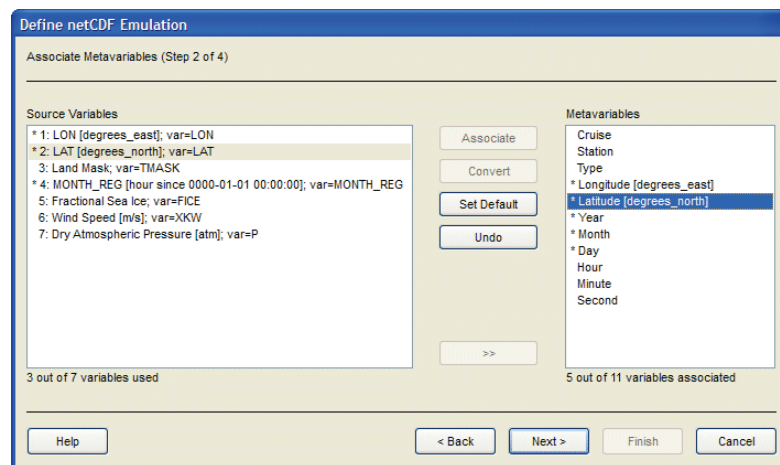 Define netCDF Emulation
Associate Metavariables (Step 2 of 4)
Source Variables
* 1: LON [degrees_east]; var=LON
* 2: LAT [degrees_north]; var=LAT
3: Land Mask; var=TMASK
* 4: MONTH_REG [hour since 0000-01-01 00:00:00]; var=MONTH_REG
5: Fractional Sea Ice; var=FICE
6: Wind Speed [m/s]; var=XKW
7: Dry Atmospheric Pressure [atm]; var=P
3 out of 7 variables used
Associate
Convert
Set Default
Undo
>>
Metavariables
Cruise
Station
Type
* Longitude [degrees_east]
* Latitude [degrees_north]
* Year
* Month
* Day
Hour
Minute
Second
5 out of 11 variables associated
Help
< Back
Next >
Finish
Cancel